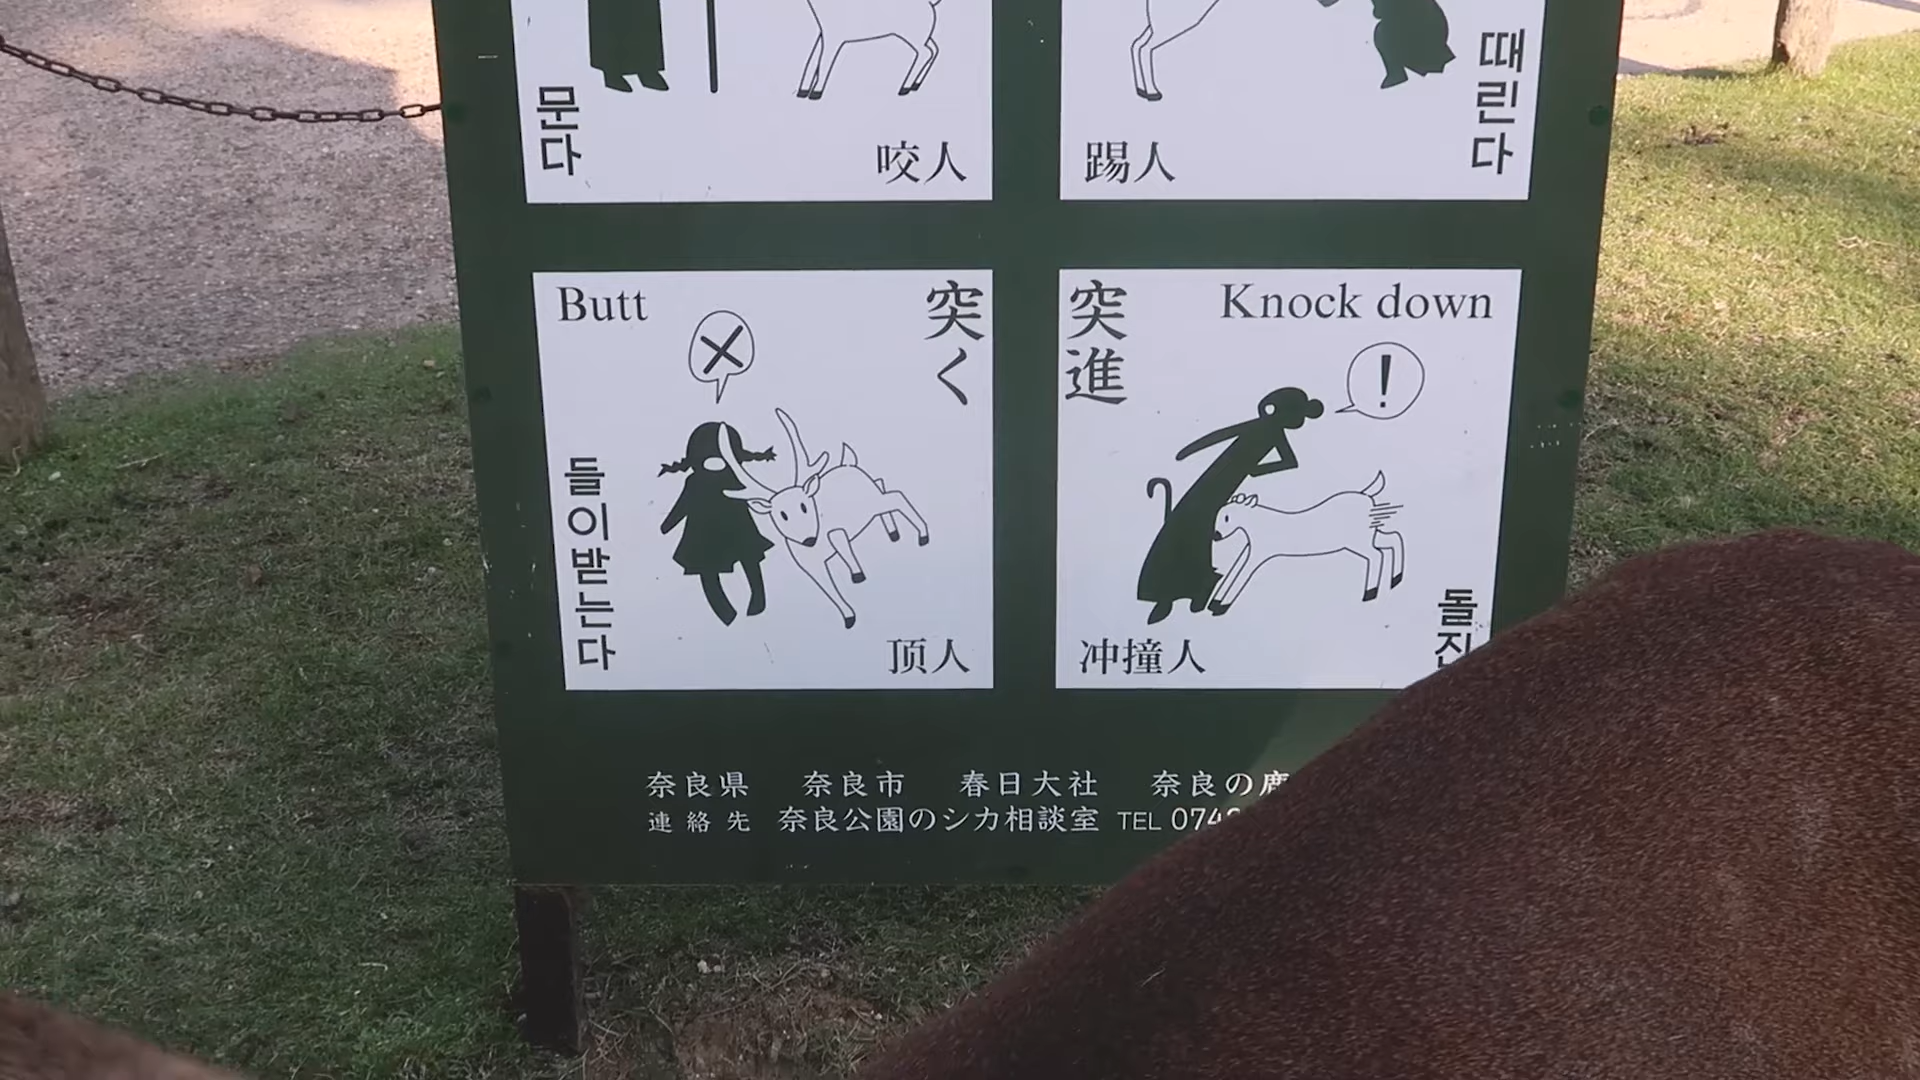 문다
咬人
踢人
때린다
Butt
突く
들이받는다
顶人
突進
Knock down
冲撞人
돌진
奈良県 奈良市 春日大社 奈良の鹿
連絡先 奈良公園のシカ相談室 TEL 0742